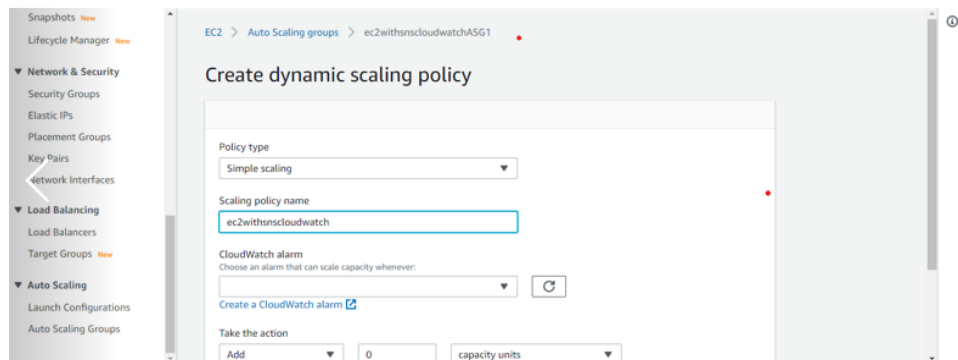 Snapshots New
Lifecycle Manager New
Network & Security
Security Groups
Elastic IPs
Placement Groups
Key Pairs
Network Interfaces
Load Balancing
Load Balancers
Target Groups New
Auto Scaling
Launch Configurations
Auto Scaling Groups
EC2 > Auto Scaling groups > ec2withsnscloudwatchASG1
Create dynamic scaling policy
Policy type
Simple scaling
Scaling policy name
ec2withsnscloudwatch
CloudWatch alarm
Choose an alarm that can scale capacity whenever:
Create a CloudWatch alarm
Take the action
Add 0 capacity units